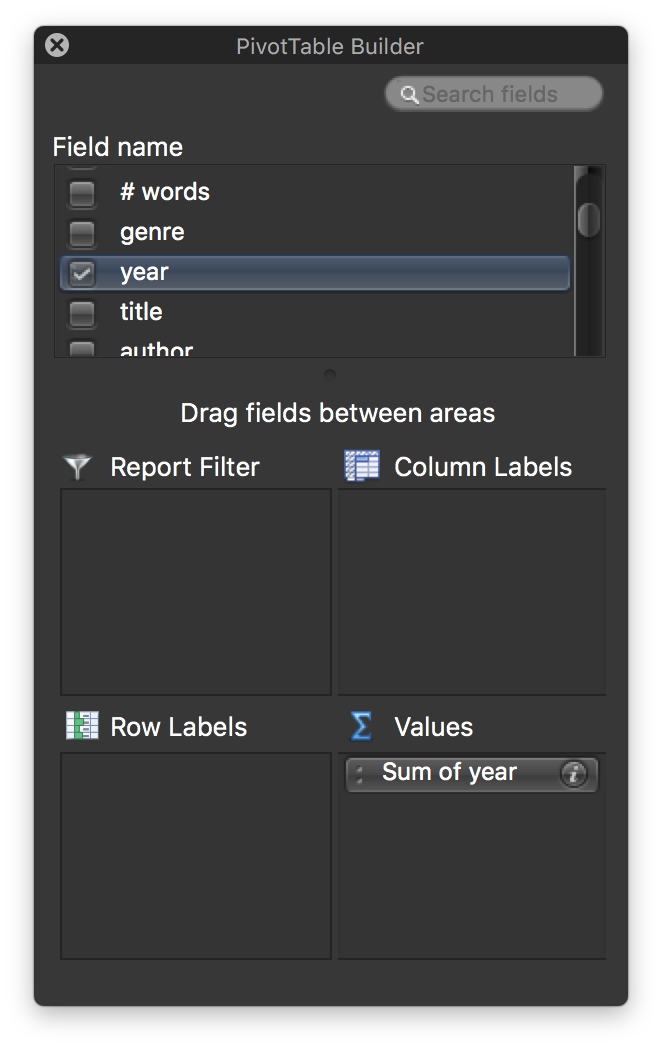 PivotTable Builder
Search fields
Field name
# words
genre
year
title
author
Drag fields between areas
Report Filter
Column Labels
Row Labels
Values
Sum of year